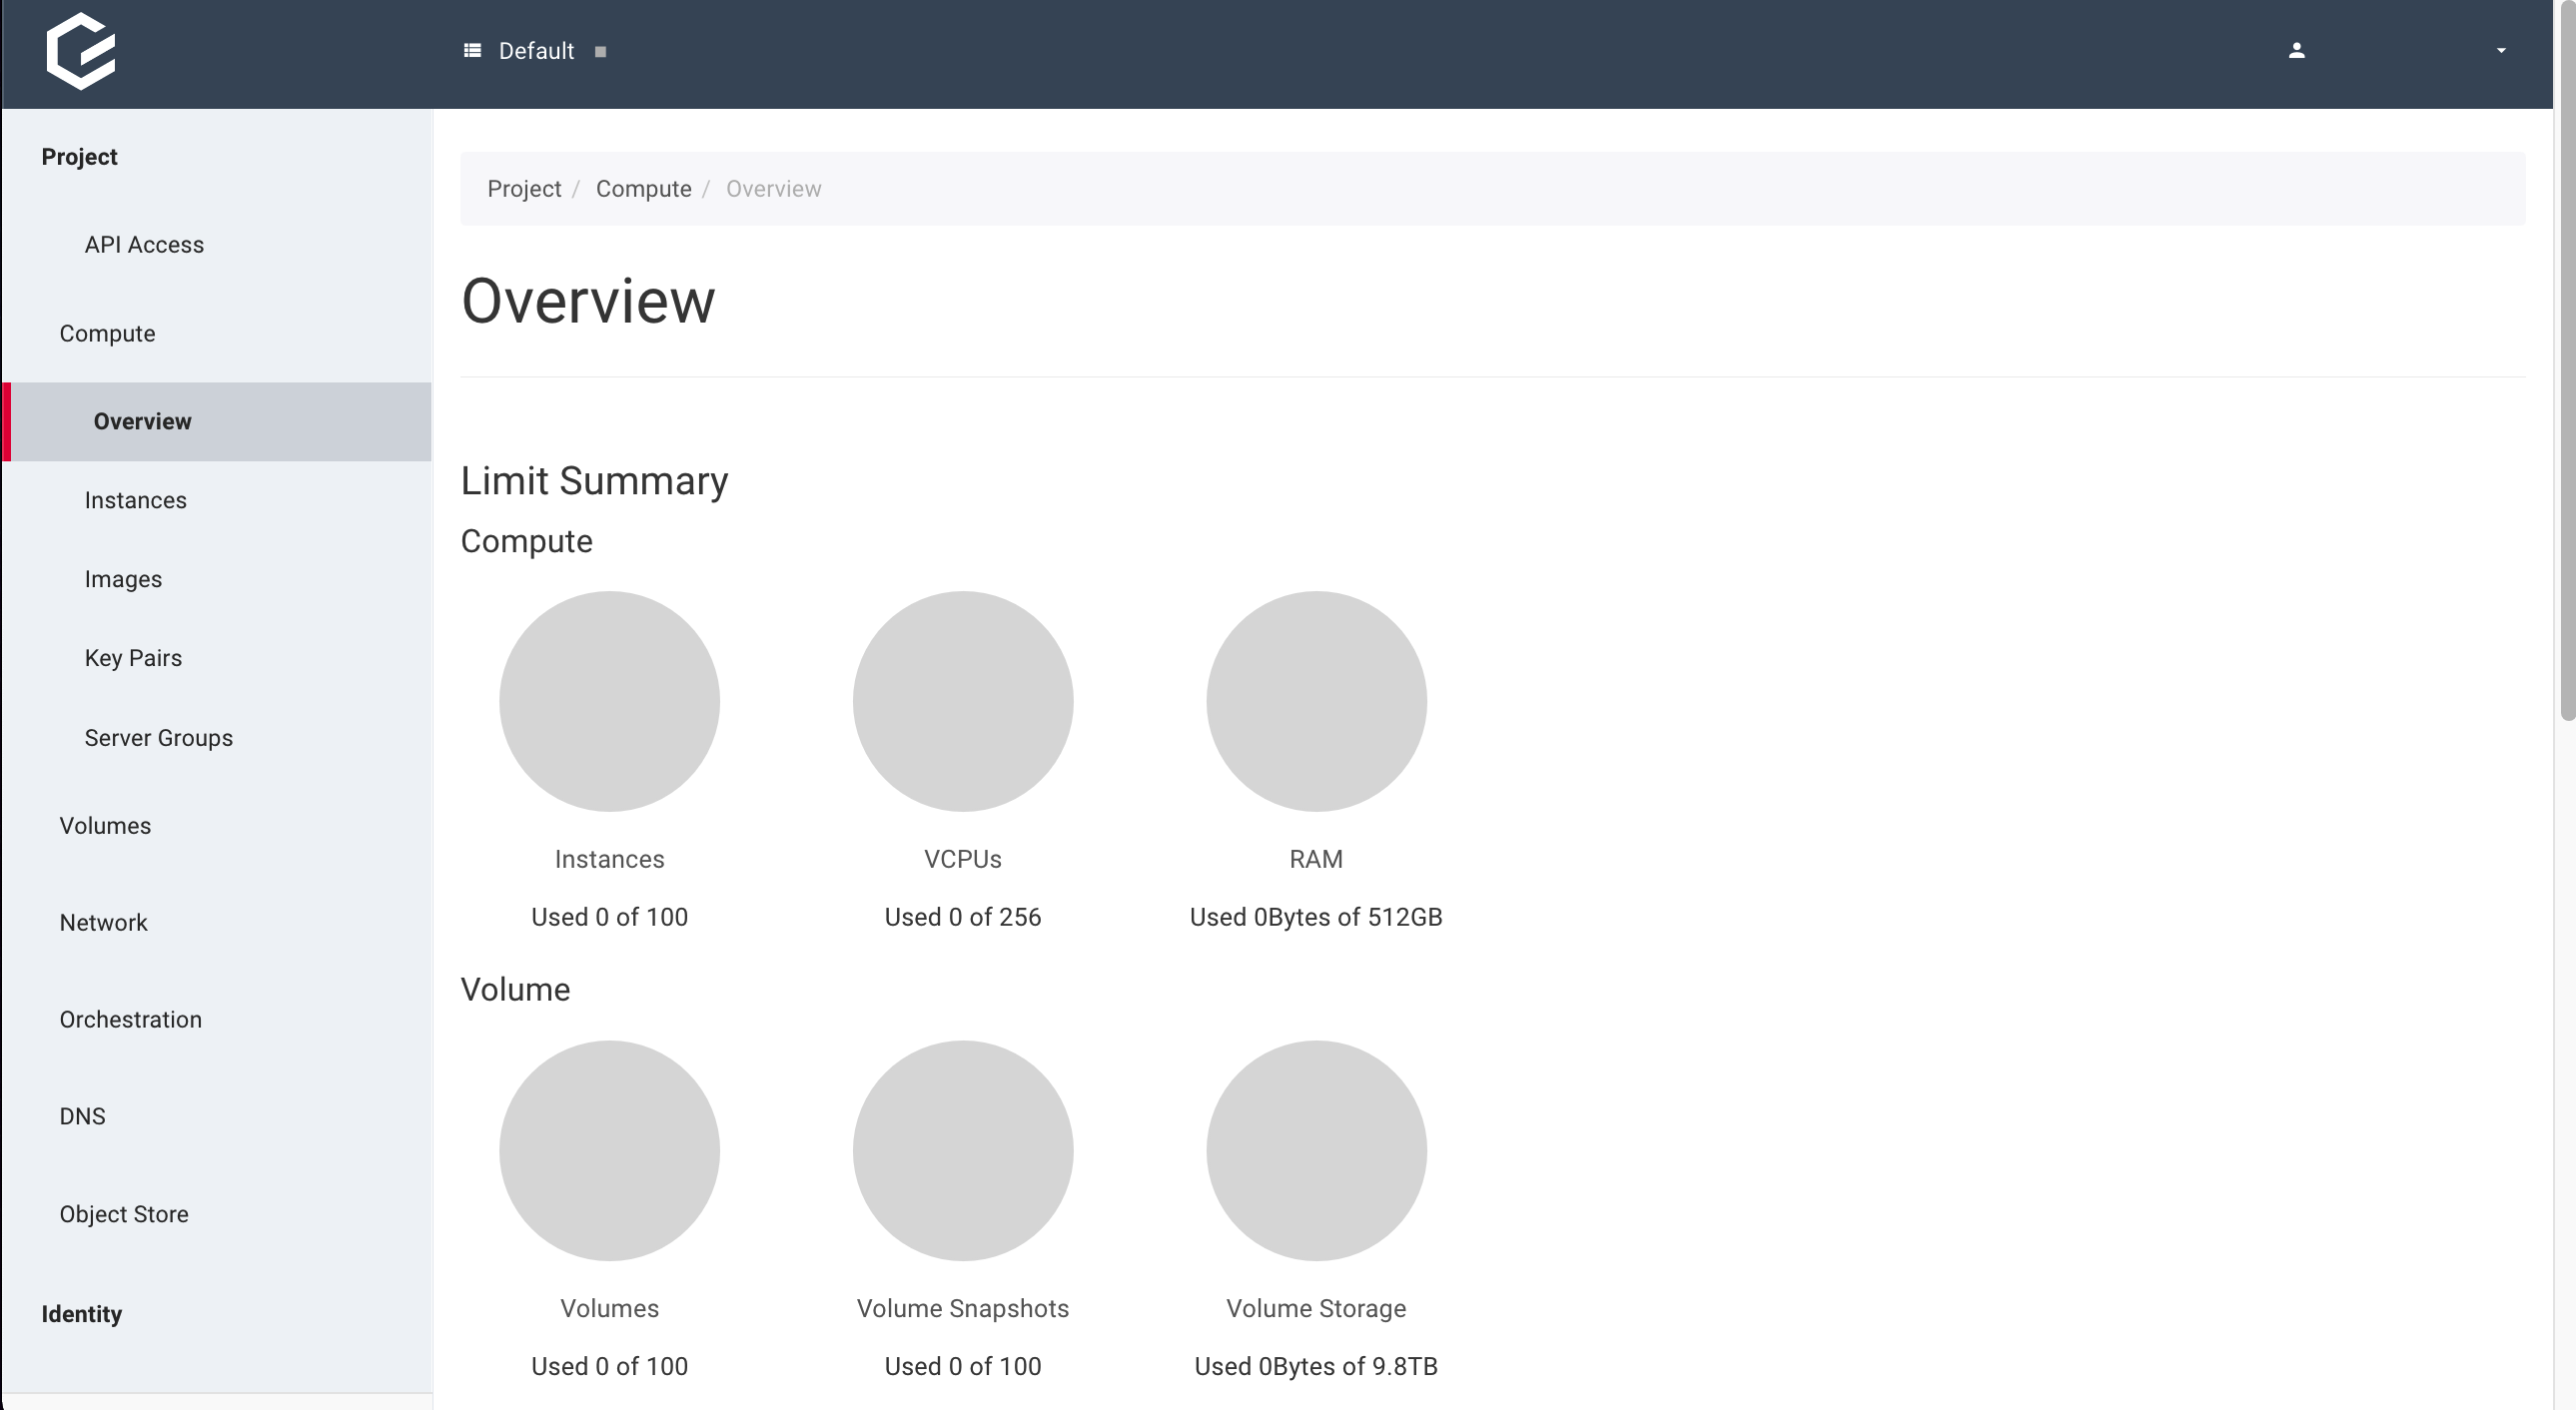 Default
Project
API Access
Compute
Overview
Instances
Images
Key Pairs
Server Groups
Volumes
Network
Orchestration
DNS
Object Store
Identity
Project / Compute / Overview
Overview
Limit Summary
Compute
Instances VCPUs RAM
Used 0 of 100 Used 0 of 256 Used 0Bytes of 512GB
Volume
Volumes Volume Snapshots Volume Storage
Used 0 of 100 Used 0 of 100 Used 0Bytes of 9.8TB